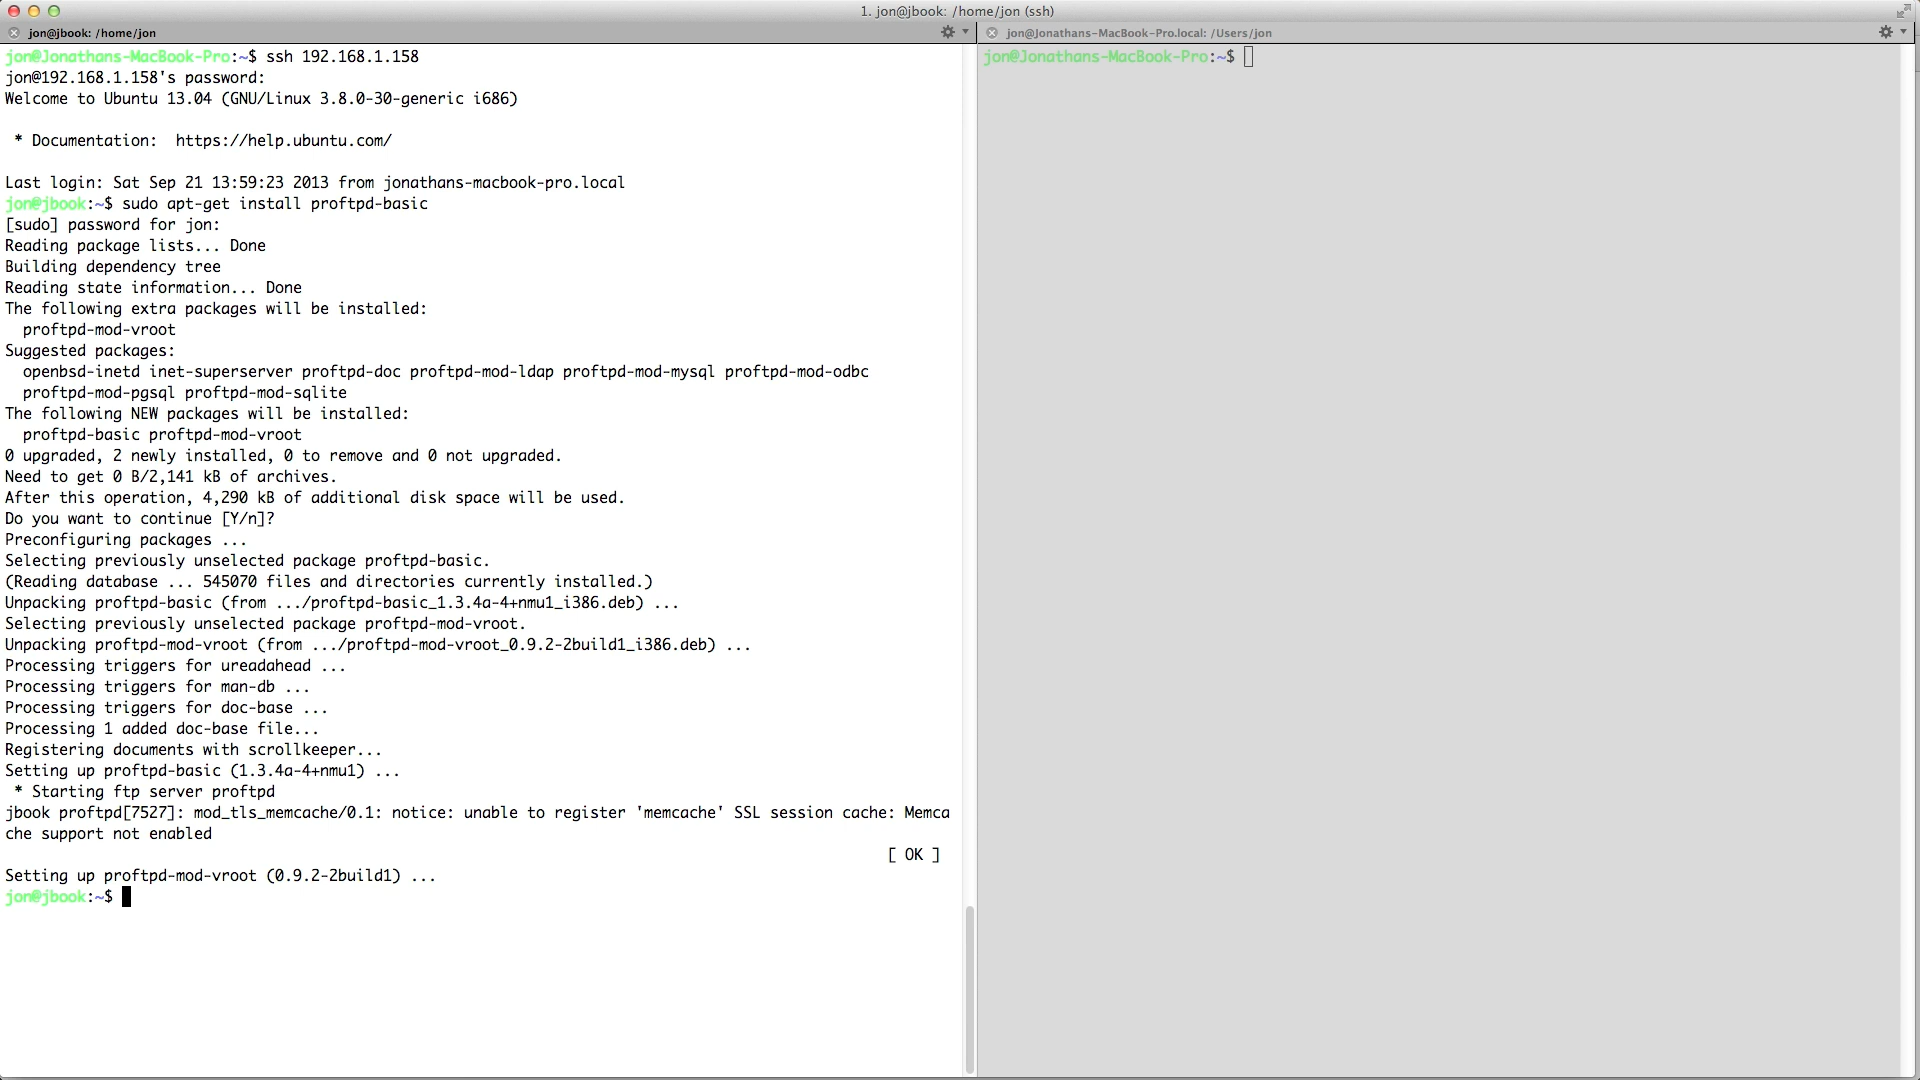 1. jon@jbook: /home/jon (ssh)
jon@jbook: /home/jon
jon@Jonathans-MacBook-Pro:~$ ssh 192.168.1.158
jon@192.168.1.158's password:
Welcome to Ubuntu 13.04 (GNU/Linux 3.8.0-30-generic i686)
* Documentation:  https://help.ubuntu.com/
Last login: Sat Sep 21 13:59:23 2013 from jonathans-macbook-pro.local
jon@jbook:~$ sudo apt-get install proftpd-basic
[sudo] password for jon:
Reading package lists... Done
Building dependency tree
Reading state information... Done
The following extra packages will be installed:
proftpd-mod-vroot
Suggested packages:
openbsd-inetd inet-superserver proftpd-doc proftpd-mod-ldap proftpd-mod-mysql proftpd-mod-odbc
proftpd-mod-pgsql proftpd-mod-sqlite
The following NEW packages will be installed:
proftpd-basic proftpd-mod-vroot
0 upgraded, 2 newly installed, 0 to remove and 0 not upgraded.
Need to get 0 B/2,141 kB of archives.
After this operation, 4,290 kB of additional disk space will be used.
Do you want to continue [Y/n]?
Preconfiguring packages ...
Selecting previously unselected package proftpd-basic.
(Reading database ... 545070 files and directories currently installed.)
Unpacking proftpd-basic (from .../proftpd-basic_1.3.4a-4+nmu1_i386.deb) ...
Selecting previously unselected package proftpd-mod-vroot.
Unpacking proftpd-mod-vroot (from .../proftpd-mod-vroot_0.9.2-2build1_i386.deb) ...
Processing triggers for ureadahead ...
Processing triggers for man-db ...
Processing triggers for doc-base ...
Processing 1 added doc-base file...
Registering documents with scrollkeeper...
Setting up proftpd-basic (1.3.4a-4+nmu1) ...
* Starting ftp server proftpd
jbook proftpd[7527]: mod_tls_memcache/0.1: notice: unable to register 'memcache' SSL session cache: Memca
che support not enabled
[ OK ]
Setting up proftpd-mod-vroot (0.9.2-2build1) ...
jon@jbook:~$
jon@Jonathans-MacBook-Pro.local: /Users/jon
jon@Jonathans-MacBook-Pro:~$